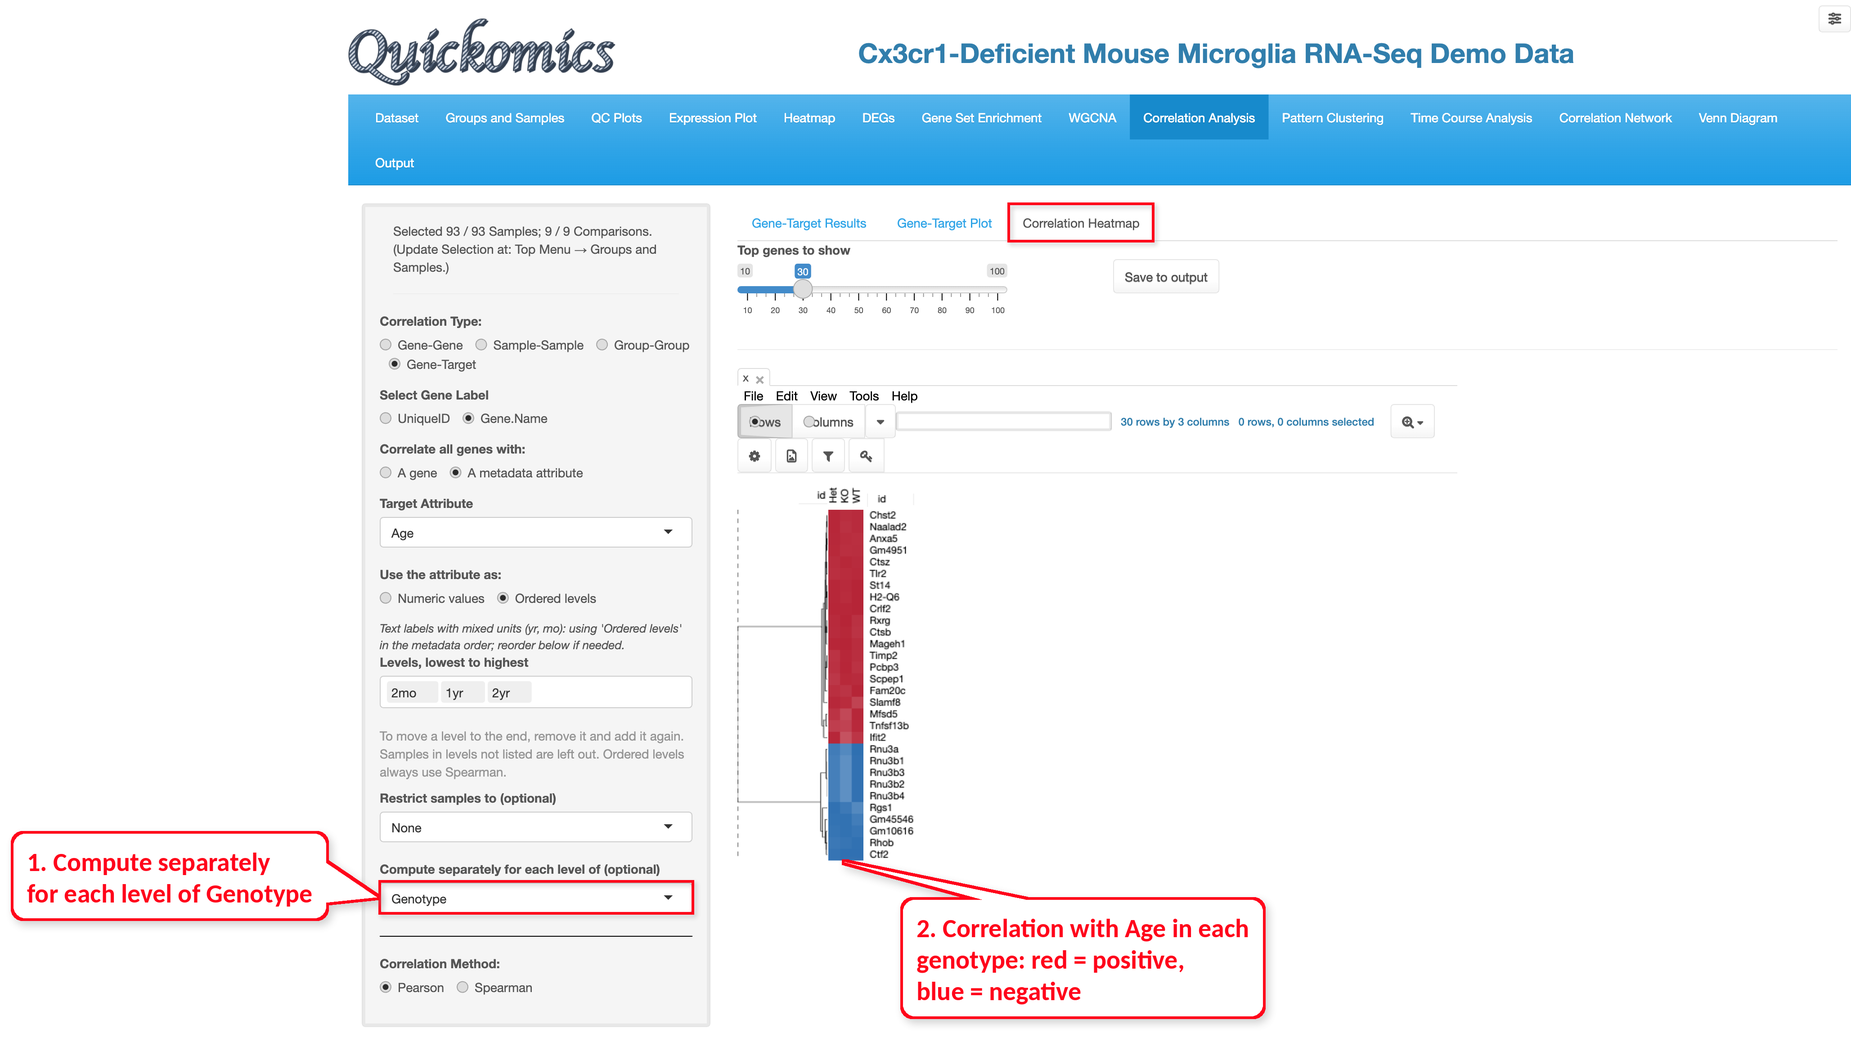 Quickomics
Cx3cr1-Deficient Mouse Microglia RNA-Seq Demo Data
Dataset Groups and Samples QC Plots Expression Plot Heatmap DEGs Gene Set Enrichment WGCNA Correlation Analysis Pattern Clustering Time Course Analysis Correlation Network Venn Diagram
Output
Selected 93 / 93 Samples; 9 / 9 Comparisons.
(Update Selection at: Top Menu → Groups and
Samples.)
Correlation Type:
Gene-Gene Sample-Sample Group-Group
Gene-Target
Select Gene Label
UniqueID Gene.Name
Correlate all genes with:
A gene A metadata attribute
Target Attribute
Age
Use the attribute as:
Numeric values Ordered levels
Text labels with mixed units (yr, mo): using 'Ordered levels'
in the metadata order; reorder below if needed.
Levels, lowest to highest
2mo 1yr 2yr
To move a level to the end, remove it and add it again.
Samples in levels not listed are left out. Ordered levels
always use Spearman.
Restrict samples to (optional)
None
Compute separately for each level of (optional)
Genotype
Correlation Method:
Pearson Spearman
1. Compute separately
for each level of Genotype
Gene-Target Results Gene-Target Plot Correlation Heatmap
Top genes to show
10 30 100
10 20 30 40 50 60 70 80 90 100
Save to output
x
File Edit View Tools Help
Rows Columns 30 rows by 3 columns 0 rows, 0 columns selected
id Het KO WT id
Chst2
Naalad2
Anxa5
Gm4951
Ctsz
Tlr2
St14
H2-Q6
Crlf2
Rxrg
Ctsb
Mageh1
Timp2
Pcbp3
Scpep1
Fam20c
Slamf8
Mfsd5
Tnfsf13b
Ifit2
Rnu3a
Rnu3b1
Rnu3b3
Rnu3b2
Rnu3b4
Rgs1
Gm45546
Gm10616
Rhob
Ctf2
2. Correlation with Age in each
genotype: red = positive,
blue = negative